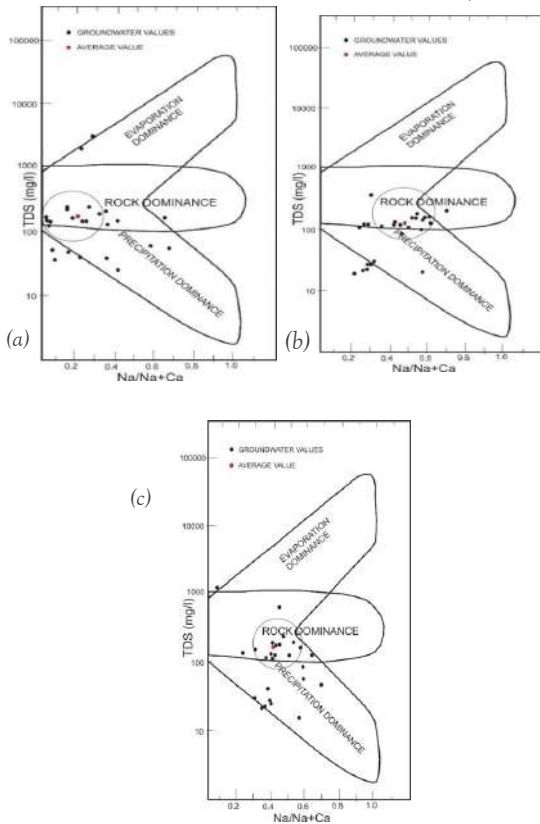 100000
GROUNDWATER VALUES
AVERAGE VALUE
10000
EVAPORATION
DOMINANCE
1000
TDS (mg/l)
ROCK DOMINANCE
100
PRECIPITATION DOMINANCE
10
(a)
0.2 0.4 0.6 0.8 1.0
Na/Na+Ca
100000
GROUNDWATER VALUES
AVERAGE VALUE
10000
EVAPORATION
DOMINANCE
1000
TDS (mg/l)
ROCK DOMINANCE
100
PRECIPITATION DOMINANCE
10
(b)
0.2 0.4 0.6 0.8 1.0
Na/Na+Ca
(c)
GROUNDWATER VALUES
100000
AVERAGE VALUE
10000
EVAPORATION
DOMINANCE
1000
TDS (mg/l)
ROCK DOMINANCE
100
PRECIPITATION DOMINANCE
10
0.2 0.4 0.6 0.8 1.0
Na/Na+Ca